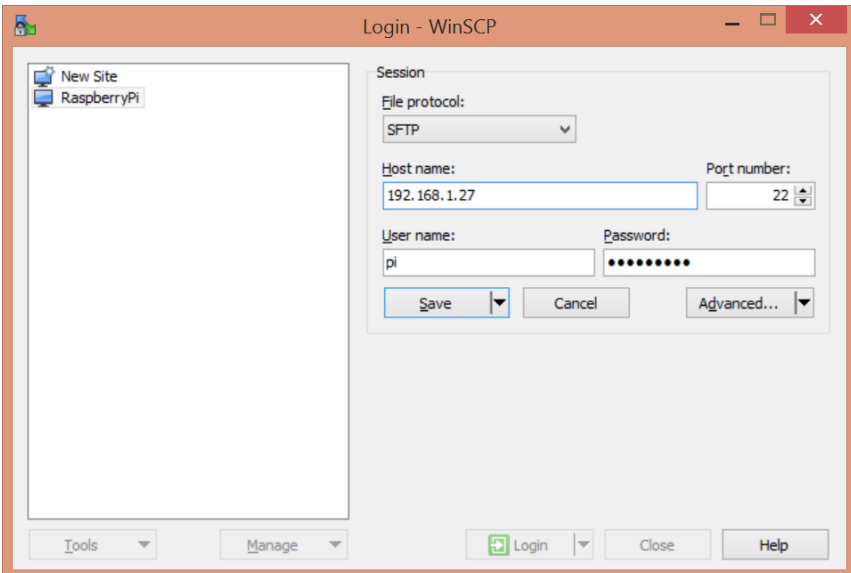 Login - WinSCP
New Site
RaspberryPi
Session
File protocol:
SFTP
Host name:
Port number:
192.168.1.27
22
User name:
Password:
pi
●●●●●●●●●
Save
Cancel
Advanced...
Tools
Manage
Login
Close
Help